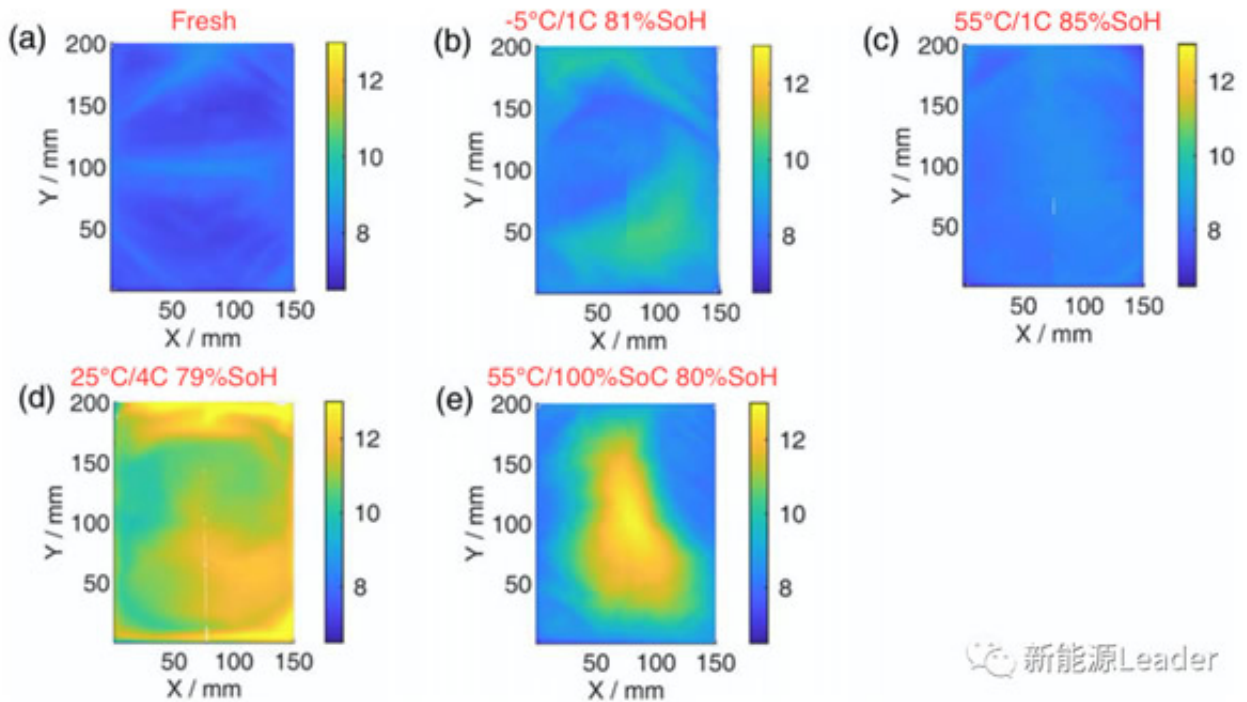 Fresh
-5°C/1C 81%SoH
55°C/1C 85%SoH
(a)
200
150
100
50
Y / mm
50 100 150
X / mm
12
10
8
(b)
200
150
100
50
Y / mm
50 100 150
X / mm
12
10
8
(c)
200
150
100
50
Y / mm
50 100 150
X / mm
12
10
8
25°C/4C 79%SoH
55°C/100%SoC 80%SoH
(d)
200
150
100
50
Y / mm
50 100 150
X / mm
12
10
8
(e)
200
150
100
50
Y / mm
50 100 150
X / mm
12
10
8
新能源Leader